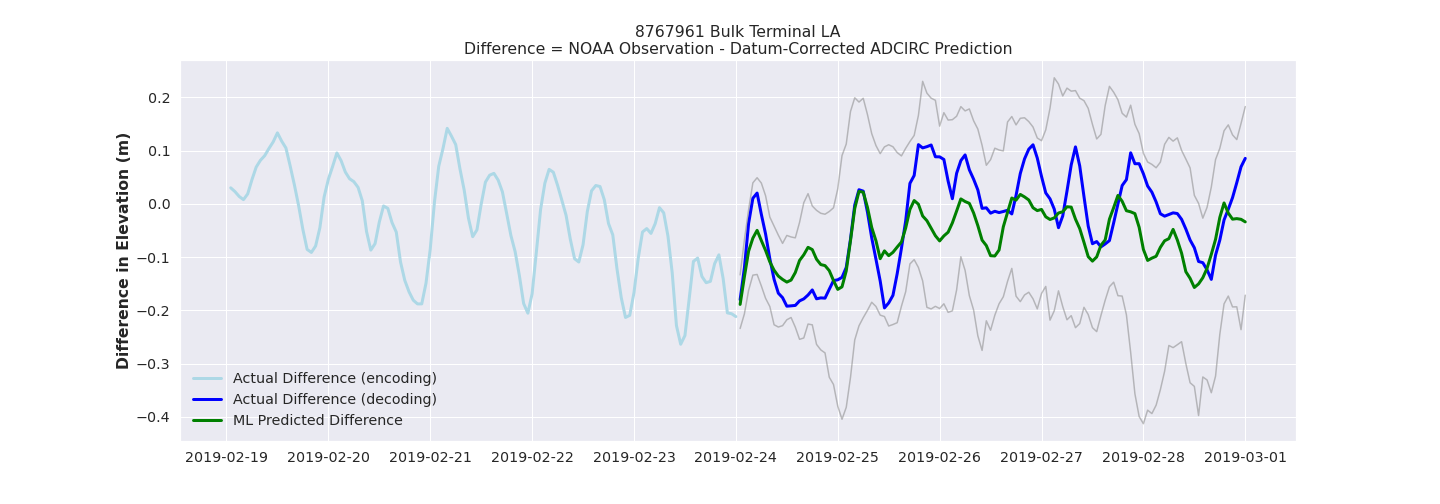 8767961 Bulk Terminal LA
Difference = NOAA Observation - Datum-Corrected ADCIRC Prediction
Difference in Elevation (m)
0.2
0.1
0.0
−0.1
−0.2
−0.3
−0.4
Actual Difference (encoding)
Actual Difference (decoding)
ML Predicted Difference
2019-02-19 2019-02-20 2019-02-21 2019-02-22 2019-02-23 2019-02-24 2019-02-25 2019-02-26 2019-02-27 2019-02-28 2019-03-01